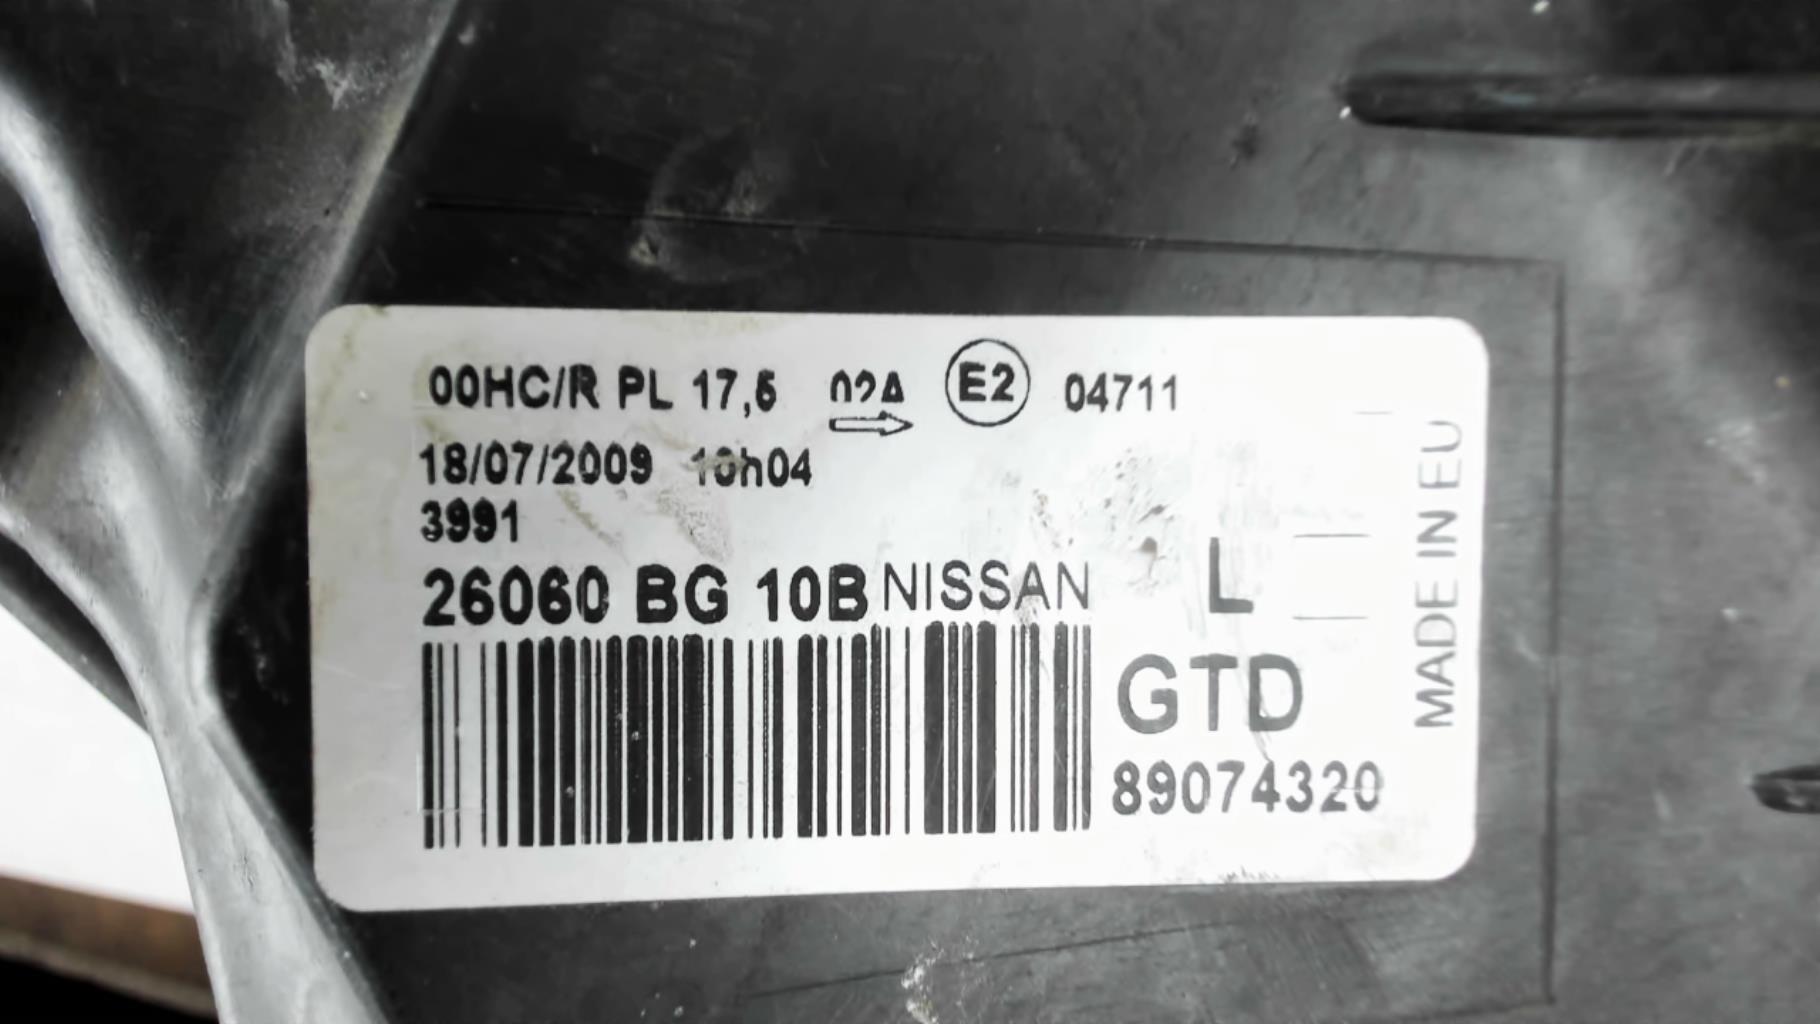 00HC/R PL 17,5 02A E2 04711
18/07/2009
3991
26060 BG 10B NISSAN L
GTD
89074320
MADE IN EU